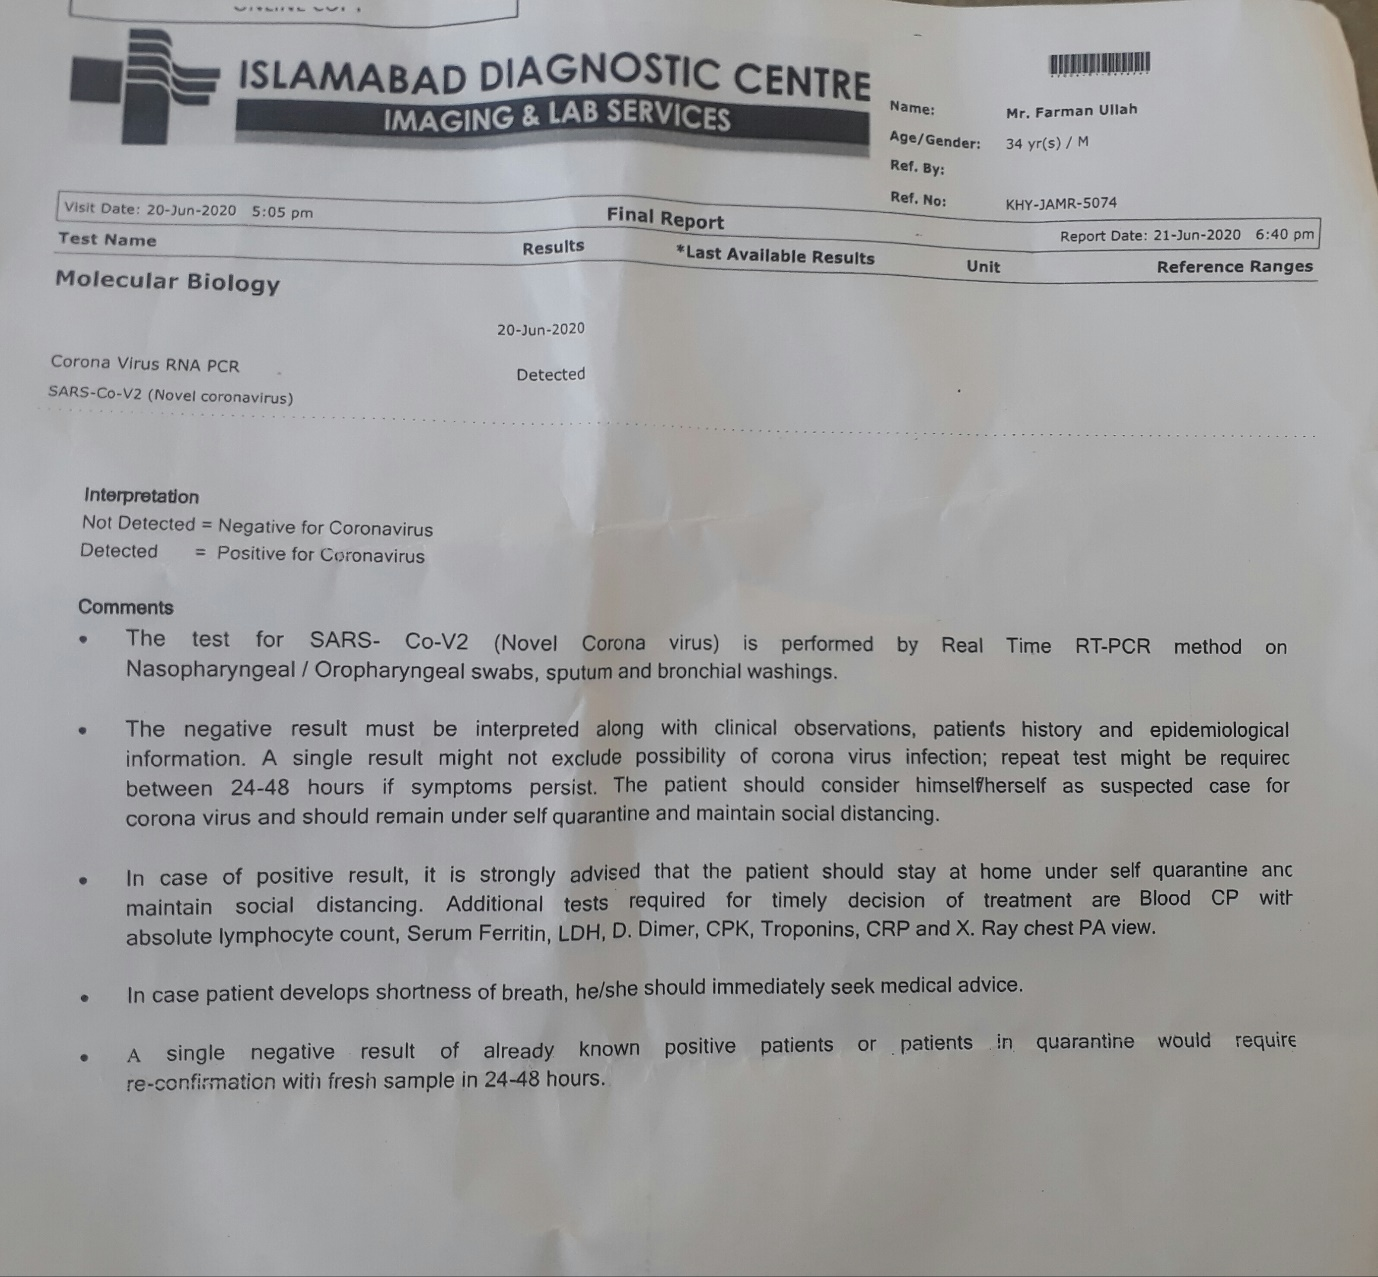 ISLAMABAD DIAGNOSTIC CENTRE
IMAGING & LAB SERVICES
Name: Mr. Farman Ullah
Age/Gender: 34 yr(s) / M
Ref. By:
Ref. No: KHY-JAMR-5074
Visit Date: 20-Jun-2020 5:05 pm Final Report Report Date: 21-Jun-2020 6:40 pm
Test Name Results *Last Available Results Unit Reference Ranges
Molecular Biology
20-Jun-2020
Corona Virus RNA PCR Detected
SARS-Co-V2 (Novel coronavirus)
Interpretation
Not Detected = Negative for Coronavirus
Detected = Positive for Coronavirus
Comments
• The test for SARS- Co-V2 (Novel Corona virus) is performed by Real Time RT-PCR method on
Nasopharyngeal / Oropharyngeal swabs, sputum and bronchial washings.
• The negative result must be interpreted along with clinical observations, patients history and epidemiological
information. A single result might not exclude possibility of corona virus infection; repeat test might be required
between 24-48 hours if symptoms persist. The patient should consider himself/herself as suspected case for
corona virus and should remain under self quarantine and maintain social distancing.
• In case of positive result, it is strongly advised that the patient should stay at home under self quarantine and
maintain social distancing. Additional tests required for timely decision of treatment are Blood CP with
absolute lymphocyte count, Serum Ferritin, LDH, D. Dimer, CPK, Troponins, CRP and X. Ray chest PA view.
• In case patient develops shortness of breath, he/she should immediately seek medical advice.
• A single negative result of already known positive patients or patients in quarantine would require
re-confirmation with fresh sample in 24-48 hours.